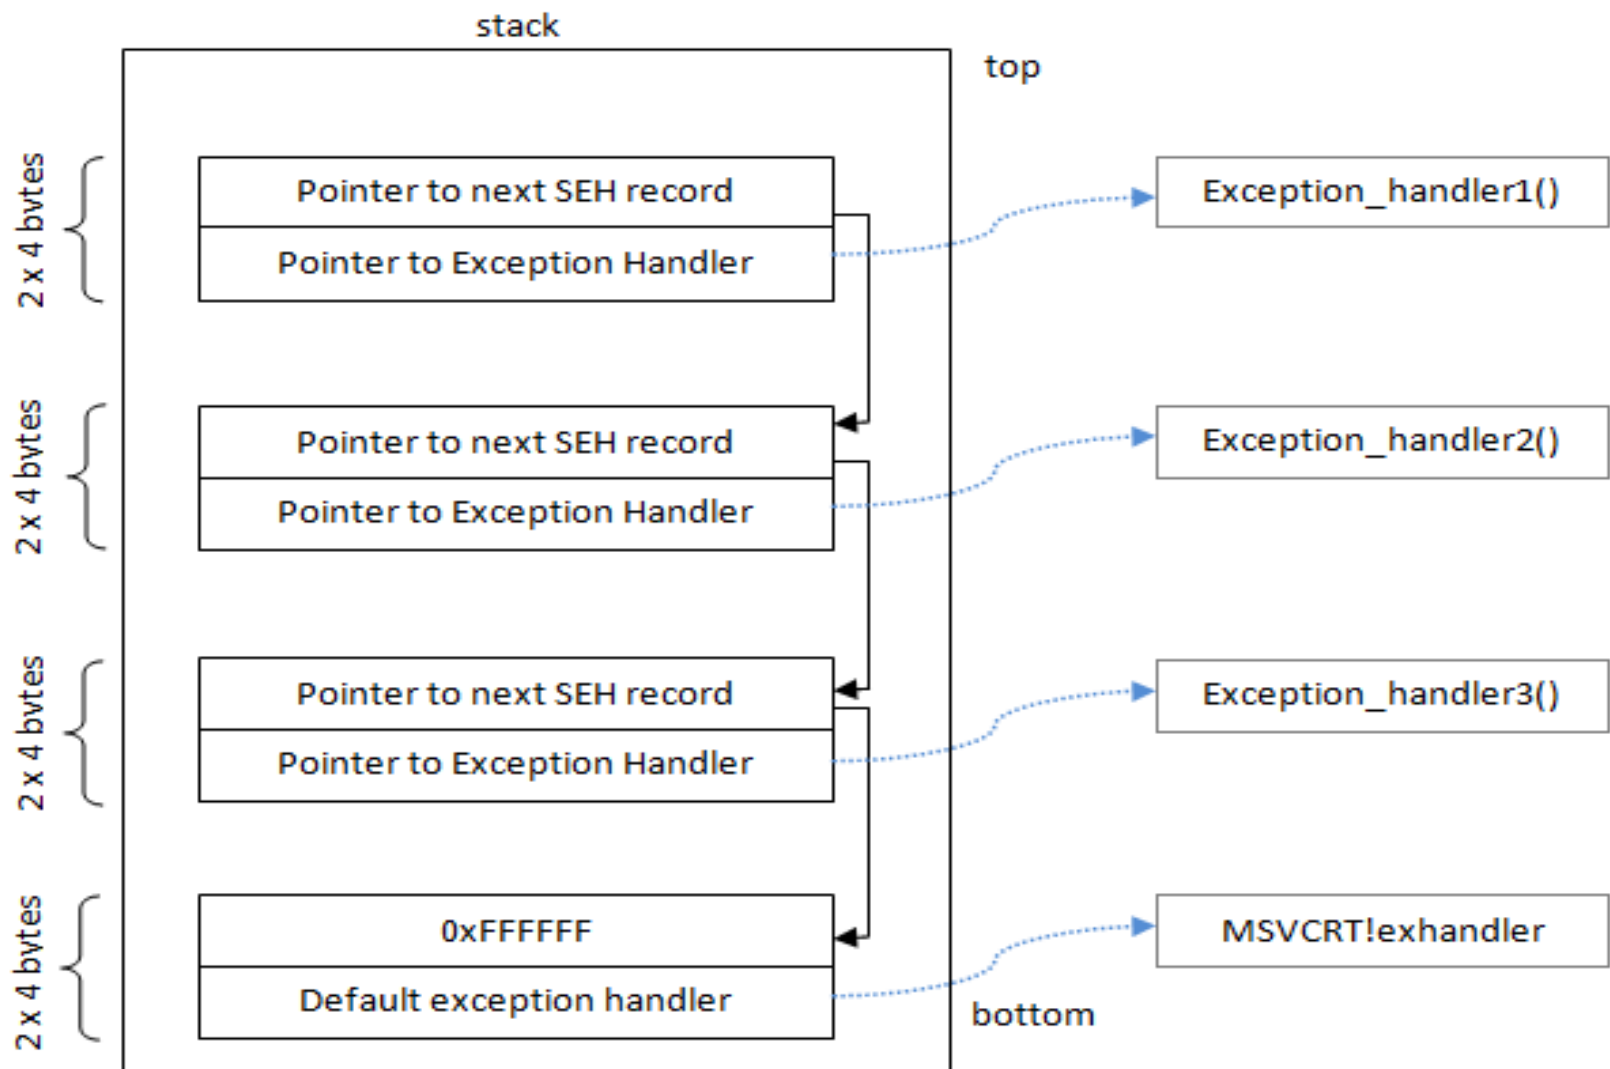 stack
top
2 x 4 bytes
Pointer to next SEH record
Pointer to Exception Handler
Exception_handler1()
2 x 4 bytes
Pointer to next SEH record
Pointer to Exception Handler
Exception_handler2()
2 x 4 bytes
Pointer to next SEH record
Pointer to Exception Handler
Exception_handler3()
2 x 4 bytes
0xFFFFFF
Default exception handler
MSVCRT!exhandler
bottom